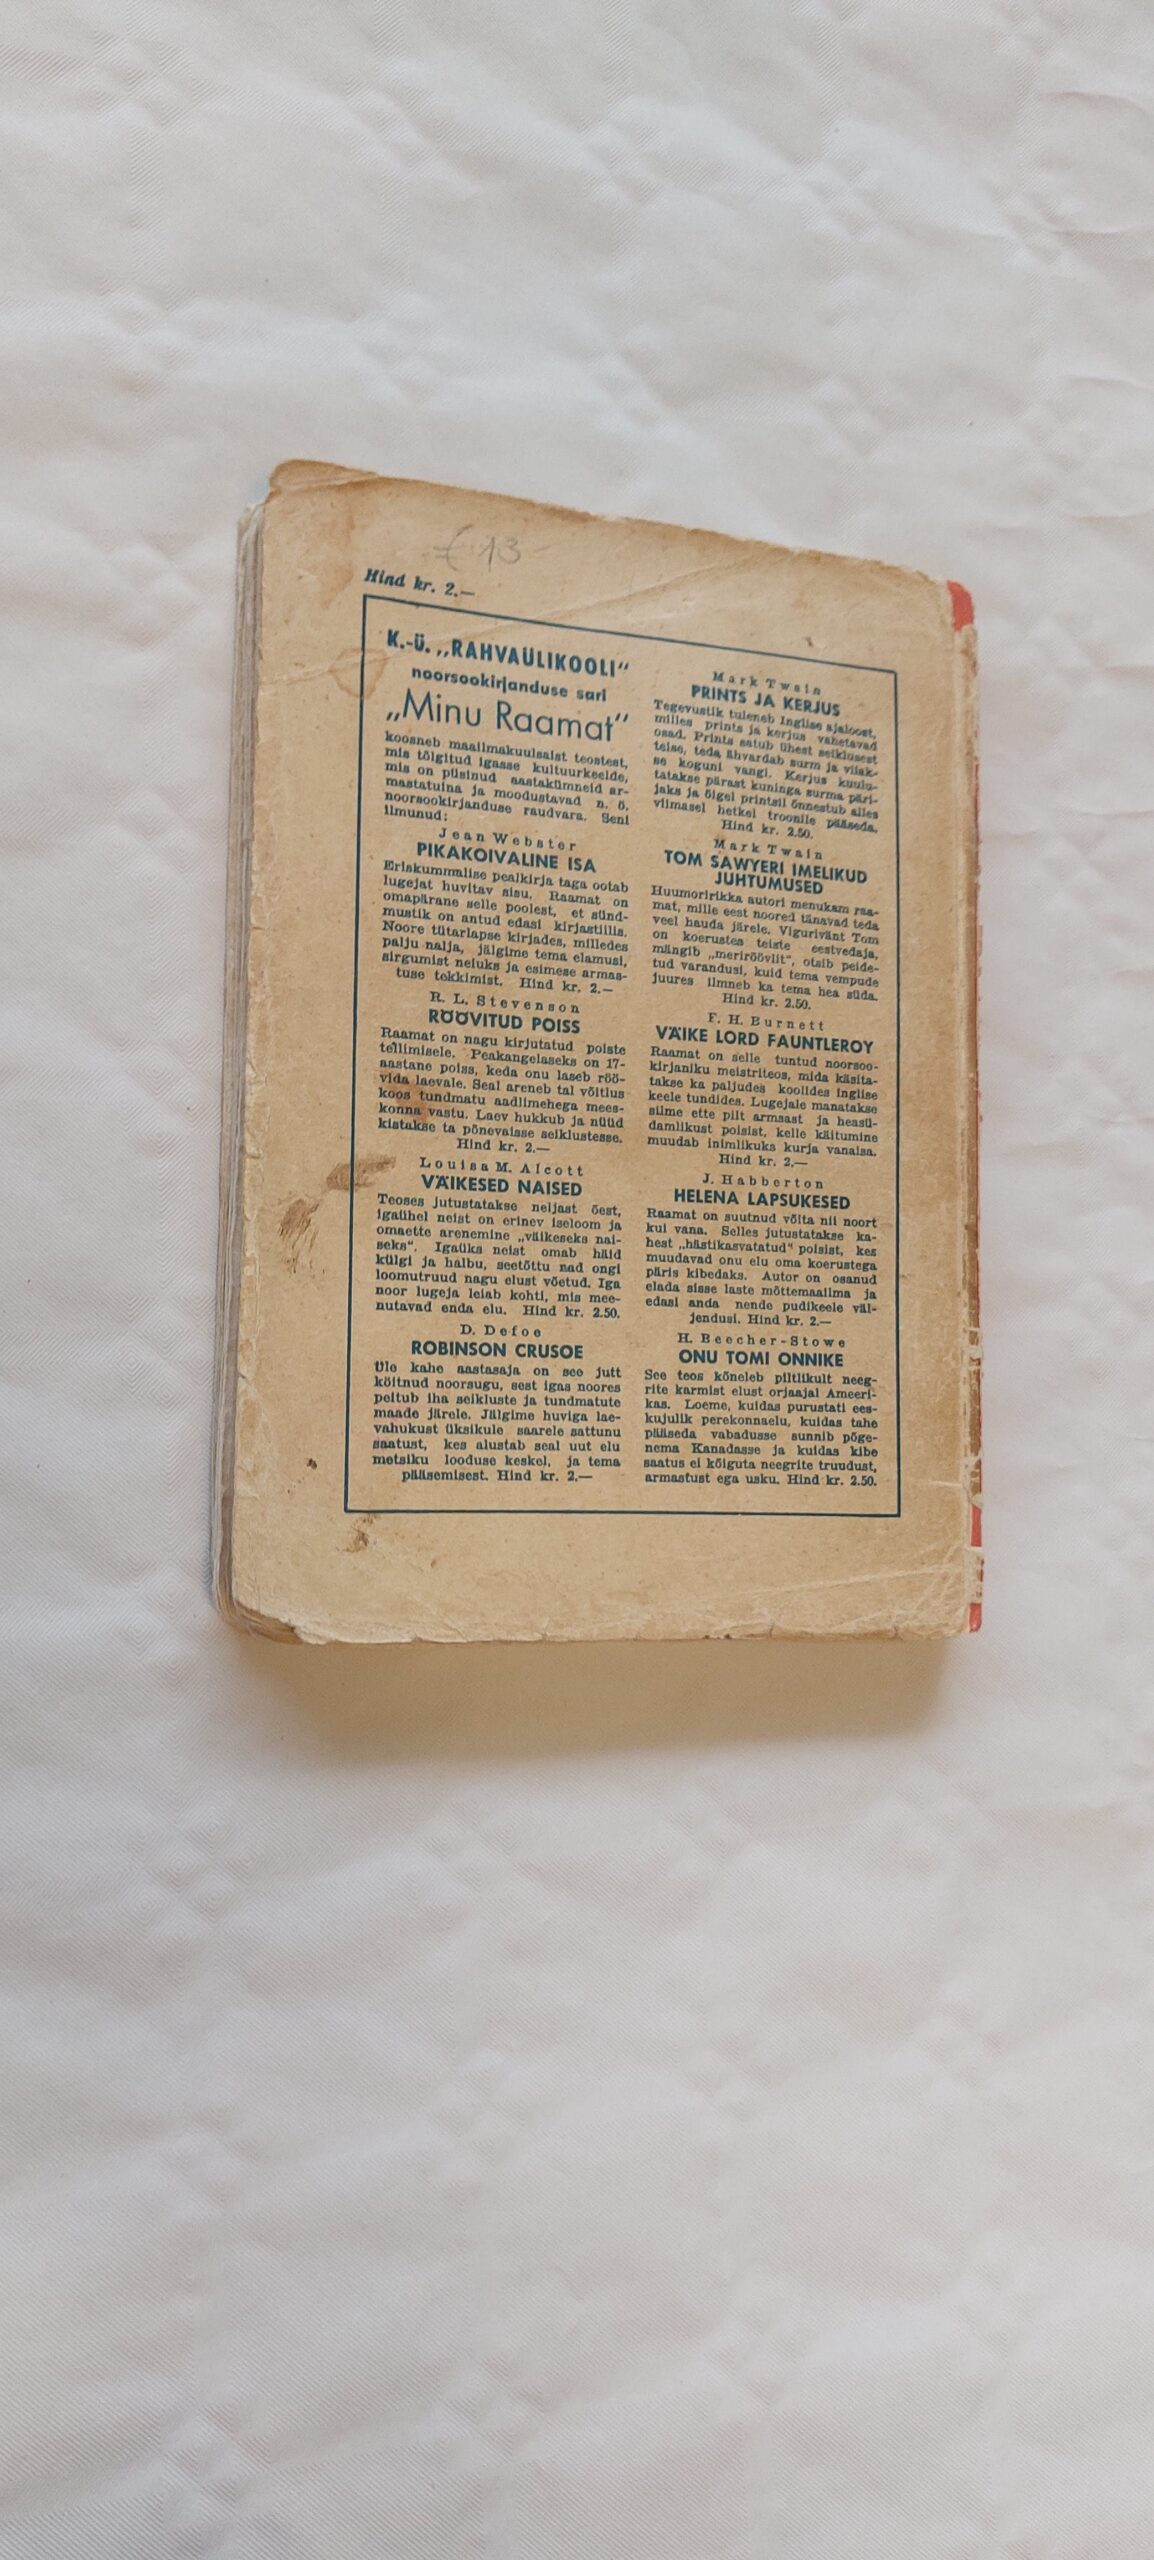 € 13-
Hind kr. 2.—
K.-Ü. „RAHVAÜLIKOOLI"
noorsookirjanduse sari
„Minu Raamat"
koosneb maailmakuulsaist teostest,
mis tõlgitud igasse kultuurkeelde,
mis on püsinud aastakümneid ar-
mastatuina ja moodustavad n. ö.
noorsookirjanduse raudvara. Seni
ilmunud:
Jean Webster
PIKAKOIVALINE ISA
Eriskummalise pealkirja taga ootab
lugejat huvitav sisu. Raamat on
omapärane selle poolest, et sünd-
mustik on antud edasi kirjastiilis.
Noore tütarlapse kirjades, milledes
palju nalja, jälgime tema elamusi,
sirgumist neiuks ja esimese armas-
tuse tekkimist. Hind kr. 2.—
R. L. Stevenson
RÖÖVITUD POISS
Raamat on nagu kirjutatud poiste
tellimisele. Peakangelaseks on 17-
aastane poiss, keda onu laseb röö-
vida laevale. Seal areneb tal võitlus
koos tundmatu aadlimehega mees-
konna vastu. Laev hukkub ja nüüd
kistakse ta põnevaisse seiklustesse.
Hind kr. 2.—
Louisa M. Alcott
VÄIKESED NAISED
Teoses jutustatakse neljast õest,
igaühel neist on erinev iseloom ja
omaette arenemine „väikeseks nai-
seks". Igaüks neist omab häid
külgi ja halbu, seetõttu nad ongi
loomutruud nagu elust võetud. Iga
noor lugeja leiab kohti, mis mee-
nutavad enda elu. Hind kr. 2.50.
D. Defoe
ROBINSON CRUSOE
Üle kahe aastasaja on see jutt
köitnud noorsugu, sest igas noores
peitub iha seikluste ja tundmatute
maade järele. Jälgime huviga lae-
vahukust üksikule saarele sattunu
saatust, kes alustab seal uut elu
metsiku looduse keskel, ja tema
pääsemisest. Hind kr. 2.—
Mark Twain
PRINTS JA KERJUS
Tegevustik tuleneb Inglise ajaloost,
milles prints ja kerjus vahetavad
osad. Prints satub ühest seiklusest
teise, teda ähvardab surm ja viiak-
se koguni vangi. Kerjus kuulu-
tatakse pärast kuninga surma päri-
jaks ja õigel printsil õnnestub alles
viimasel hetkel troonile pääseda.
Hind kr. 2.50.
Mark Twain
TOM SAWYERI IMELIKUD
JUHTUMUSED
Huumoririkka autori menukam raa-
mat, mille eest noored tänavad teda
veel hauda järele. Vigurivänt Tom
on koerustes teiste eestvedaja,
mängib „meriröövlit", otsib peide-
tud varandusi, kuid tema vempude
juures ilmneb ka tema hea süda.
Hind kr. 2.50.
F. H. Burnett
VÄIKE LORD FAUNTLEROY
Raamat on selle tuntud noorsoo-
kirjaniku meistriteos, mida käsita-
takse ka paljudes koolides inglise
keele tundides. Lugejale manatakse
silme ette pilt armsast ja heasü-
damlikust poisist, kelle käitumine
muudab inimlikuks kurja vanaisa.
Hind kr. 2.—
J. Habberton
HELENA LAPSUKESED
Raamat on suutnud võita nii noort
kui vana. Selles jutustatakse ka-
hest „hästikasvatatud" poisist, kes
muudavad onu elu oma koerustega
päris kibedaks. Autor on osanud
elada sisse laste mõttemaailma ja
edasi anda nende pudikeele väl-
jendusi. Hind kr. 2.—
H. Beecher-Stowe
ONU TOMI ONNIKE
See teos kõneleb piltlikult neeg-
rite karmist elust orjaajal Ameeri-
kas. Loeme, kuidas purustati ees-
kujulik perekonnaelu, kuidas tahe
pääseda vabadusse sunnib põge-
nema Kanadasse ja kuidas kibe
saatus ei kõiguta neegrite truudust,
armastust ega usku. Hind kr. 2.50.